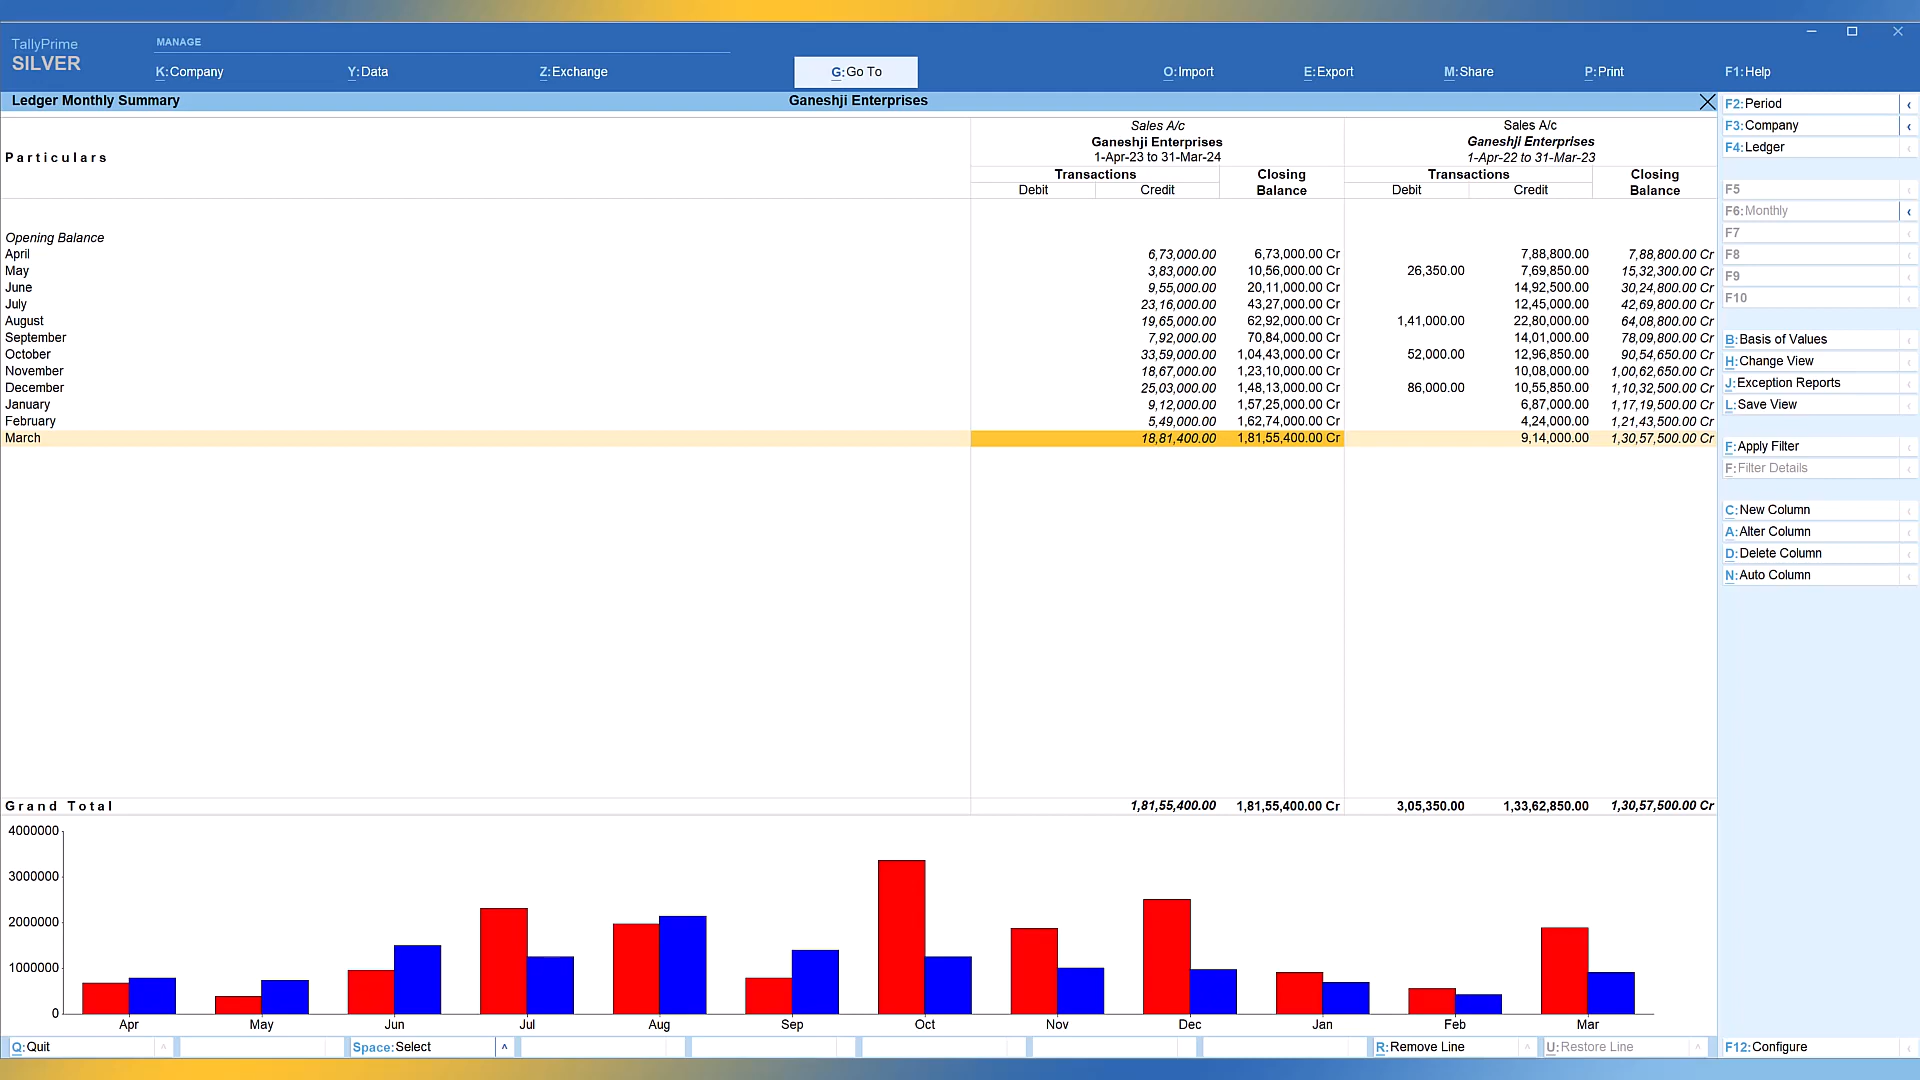 TallyPrime
SILVER
MANAGE
K:Company Y:Data Z:Exchange G:Go To O:Import E:Export M:Share P:Print F1:Help
Ledger Monthly Summary Ganeshji Enterprises
Particulars
Sales A/c Sales A/c
Ganeshji Enterprises Ganeshji Enterprises
1-Apr-23 to 31-Mar-24 1-Apr-22 to 31-Mar-23
Transactions Closing Transactions Closing
Debit Credit Balance Debit Credit Balance
Opening Balance
April 6,73,000.00 6,73,000.00 Cr 7,88,800.00 7,88,800.00 Cr
May 3,83,000.00 10,56,000.00 Cr 26,350.00 7,69,850.00 15,32,300.00 Cr
June 9,55,000.00 20,11,000.00 Cr 14,92,500.00 30,24,800.00 Cr
July 23,16,000.00 43,27,000.00 Cr 12,45,000.00 42,69,800.00 Cr
August 19,65,000.00 62,92,000.00 Cr 1,41,000.00 22,80,000.00 64,08,800.00 Cr
September 7,92,000.00 70,84,000.00 Cr 14,01,000.00 78,09,800.00 Cr
October 33,59,000.00 1,04,43,000.00 Cr 52,000.00 12,96,850.00 90,54,650.00 Cr
November 18,67,000.00 1,23,10,000.00 Cr 10,08,000.00 1,00,62,650.00 Cr
December 25,03,000.00 1,48,13,000.00 Cr 86,000.00 10,55,850.00 1,10,32,500.00 Cr
January 9,12,000.00 1,57,25,000.00 Cr 6,87,000.00 1,17,19,500.00 Cr
February 5,49,000.00 1,62,74,000.00 Cr 4,24,000.00 1,21,43,500.00 Cr
March 18,81,400.00 1,81,55,400.00 Cr 9,14,000.00 1,30,57,500.00 Cr
Grand Total 1,81,55,400.00 1,81,55,400.00 Cr 3,05,350.00 1,33,62,850.00 1,30,57,500.00 Cr
4000000
3000000
2000000
1000000
0
Apr May Jun Jul Aug Sep Oct Nov Dec Jan Feb Mar
Q:Quit Space:Select R:Remove Line U:Restore Line
F2:Period
F3:Company
F4:Ledger
F5
F6:Monthly
F7
F8
F9
F10
B:Basis of Values
H:Change View
J:Exception Reports
L:Save View
F:Apply Filter
F:Filter Details
C:New Column
A:Alter Column
D:Delete Column
N:Auto Column
F12:Configure